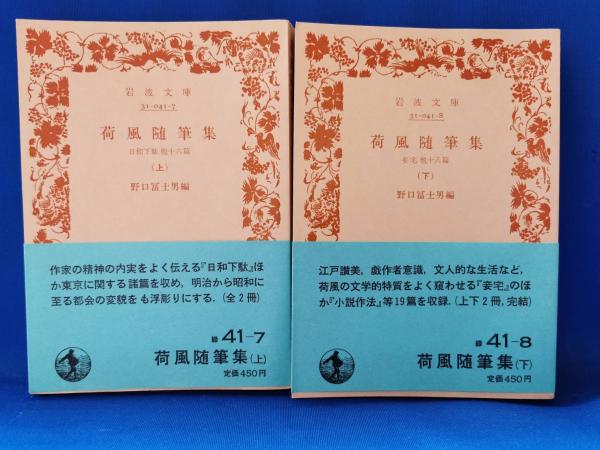 岩波文庫
31-041-7
荷風随筆集
日和下駄 他十六篇
(上)
野口冨士男編
作家の精神の内実をよく伝える『日和下駄』ほ
か東京に関する諸篇を収め，明治から昭和に
至る都会の変貌をも浮彫りにする．(全2冊)
緑 41-7
荷風随筆集(上)
定価450円
岩波文庫
31-041-8
荷風随筆集
妾宅 他十八篇
(下)
野口冨士男編
江戸讃美，戯作者意識，文人的な生活など，
荷風の文学的特質をよく窺わせる『妾宅』のほ
か『小説作法』等19篇を収録．(上下2冊，完結)
緑 41-8
荷風随筆集(下)
定価450円